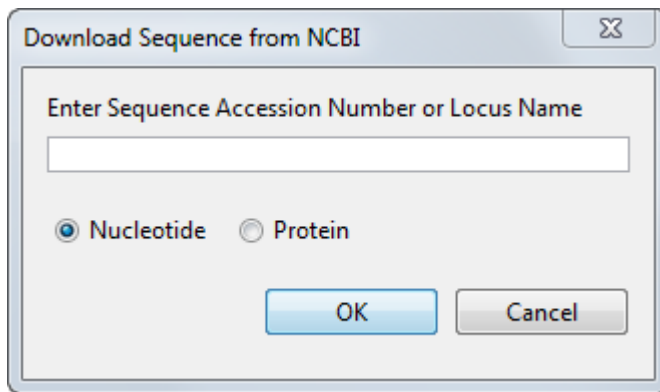 Download Sequence from NCBI
Enter Sequence Accession Number or Locus Name
Nucleotide Protein
OK Cancel